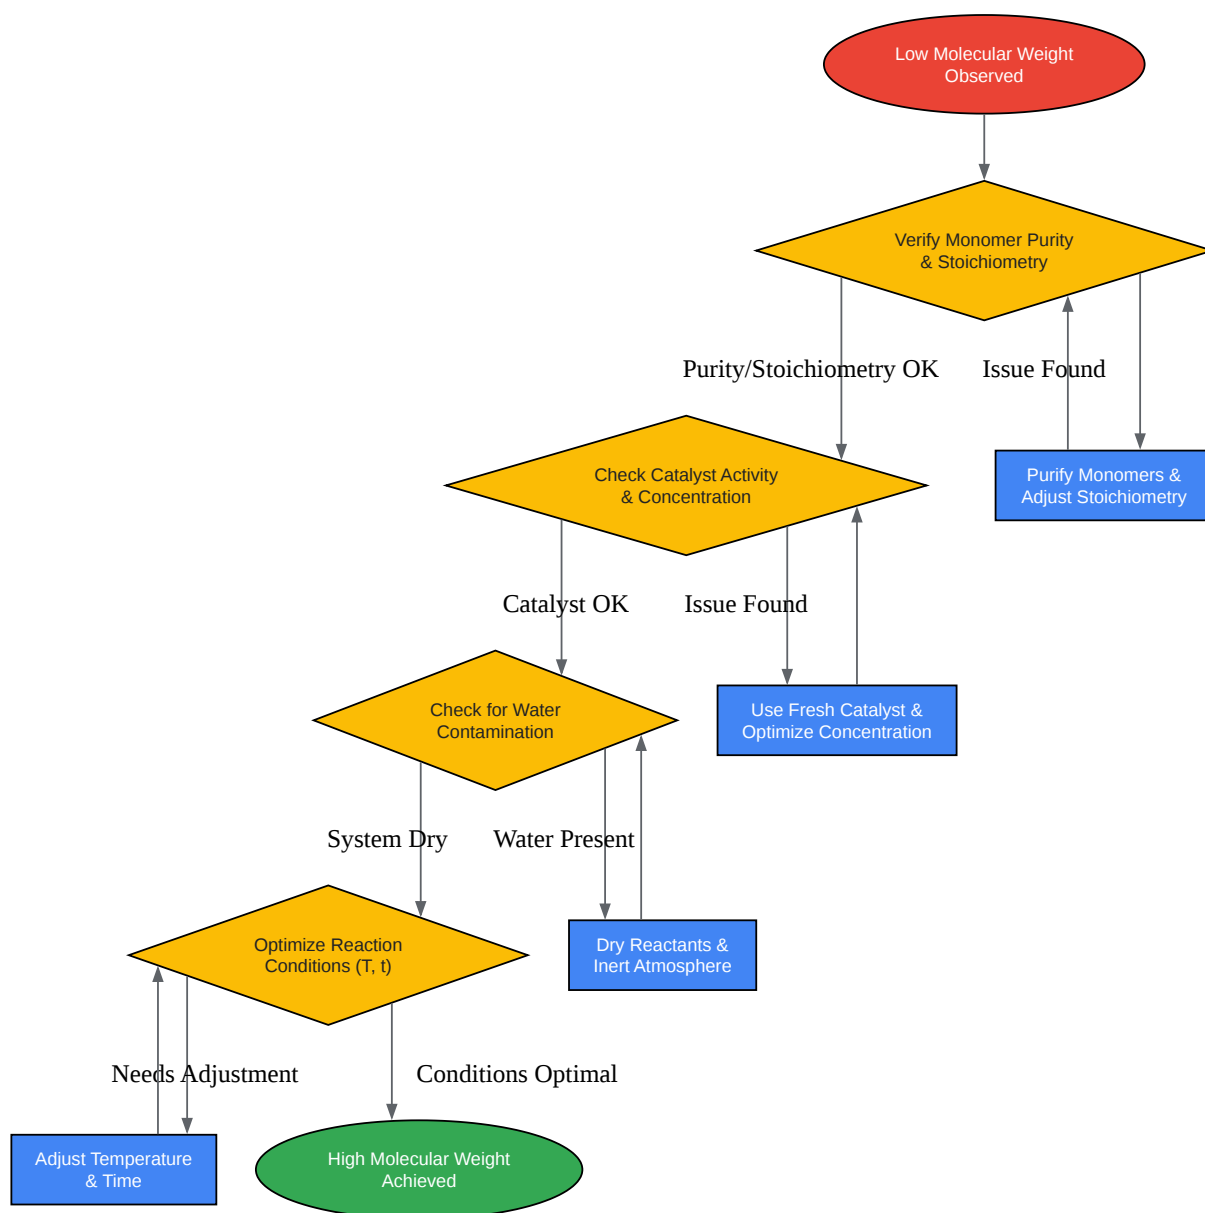 Low Molecular Weight
Observed
Verify Monomer Purity
& Stoichiometry
Purity/Stoichiometry OK
Issue Found
Check Catalyst Activity
& Concentration
Purify Monomers &
Adjust Stoichiometry
Catalyst OK
Issue Found
Check for Water
Contamination
Use Fresh Catalyst &
Optimize Concentration
System Dry
Water Present
Optimize Reaction
Conditions (T, t)
Dry Reactants &
Inert Atmosphere
Needs Adjustment
Conditions Optimal
Adjust Temperature
& Time
High Molecular Weight
Achieved